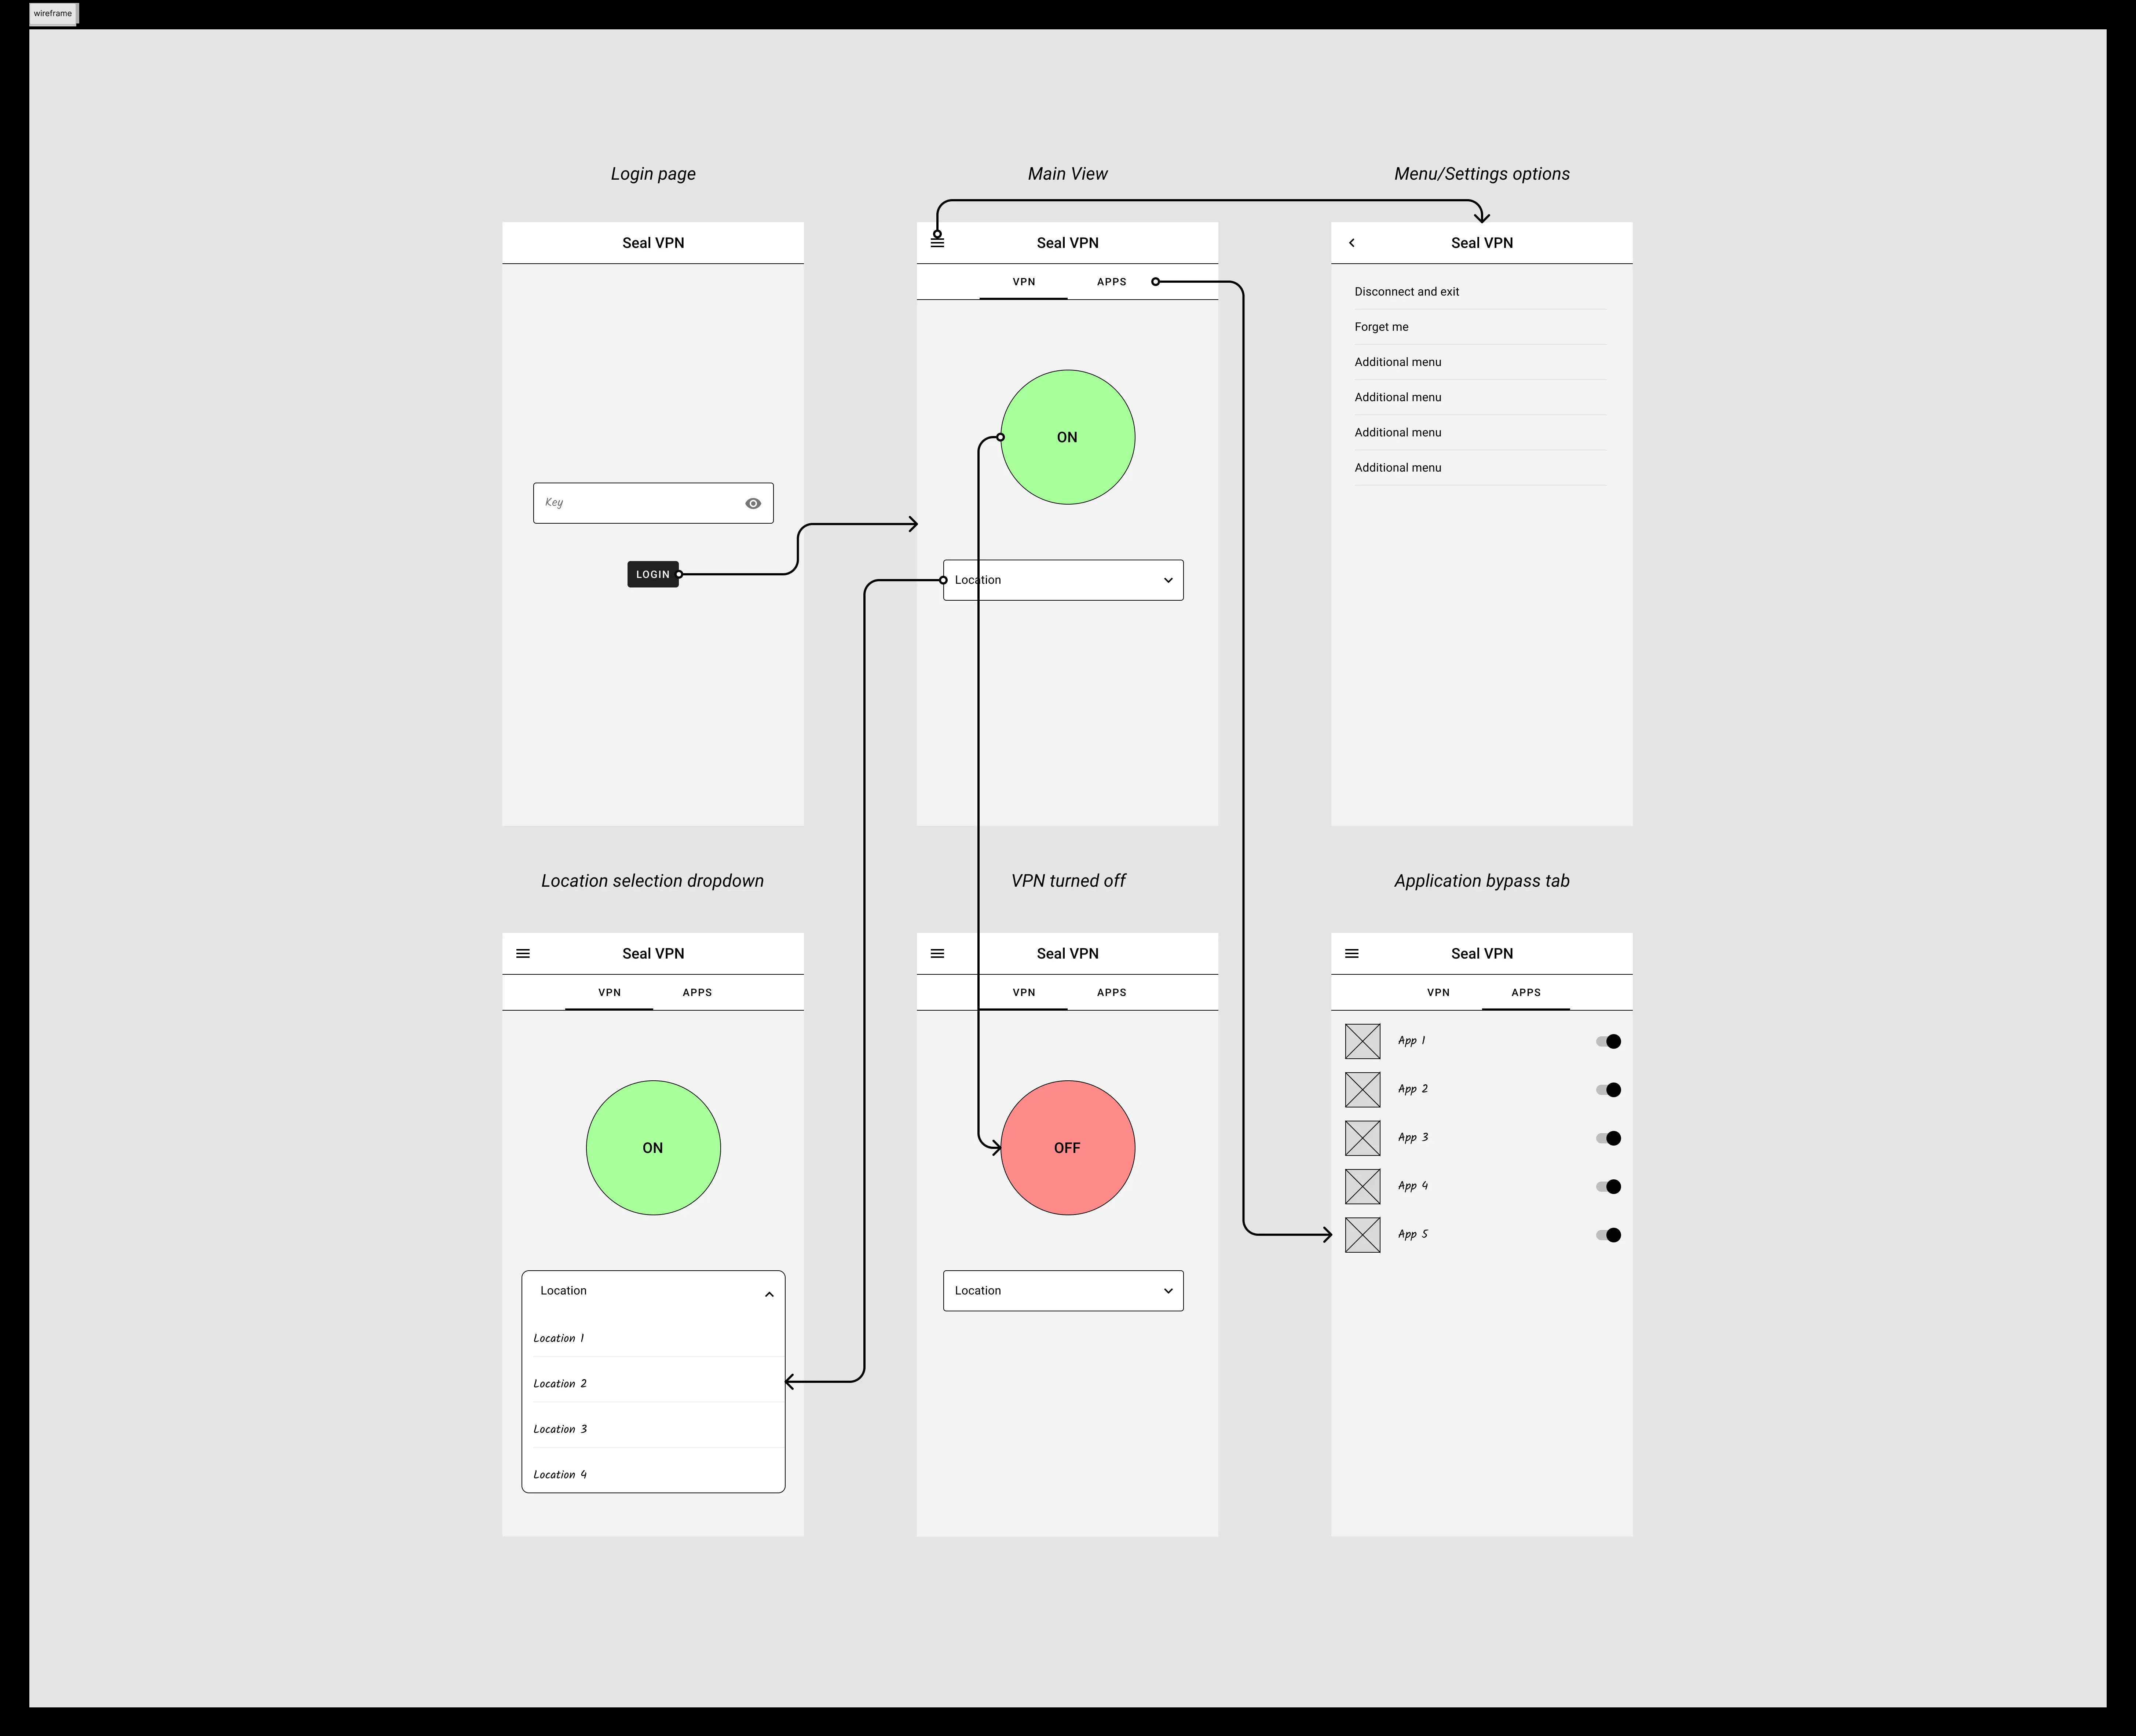 wireframe
Login page
Main View
Menu/Settings options
Seal VPN
Key
LOGIN
Seal VPN
VPN APPS
ON
Location
Seal VPN
Disconnect and exit
Forget me
Additional menu
Additional menu
Additional menu
Additional menu
Location selection dropdown
VPN turned off
Application bypass tab
Seal VPN
VPN APPS
ON
Location
Location 1
Location 2
Location 3
Location 4
Seal VPN
VPN APPS
OFF
Location
Seal VPN
VPN APPS
App 1
App 2
App 3
App 4
App 5